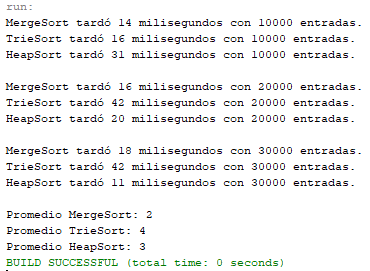 run:
MergeSort tardó 14 milisegundos con 10000 entradas.
TrieSort tardó 16 milisegundos con 10000 entradas.
HeapSort tardó 31 milisegundos con 10000 entradas.
MergeSort tardó 16 milisegundos con 20000 entradas.
TrieSort tardó 42 milisegundos con 20000 entradas.
HeapSort tardó 20 milisegundos con 20000 entradas.
MergeSort tardó 18 milisegundos con 30000 entradas.
TrieSort tardó 42 milisegundos con 30000 entradas.
HeapSort tardó 11 milisegundos con 30000 entradas.
Promedio MergeSort: 2
Promedio TrieSort: 4
Promedio HeapSort: 3
BUILD SUCCESSFUL (total time: 0 seconds)